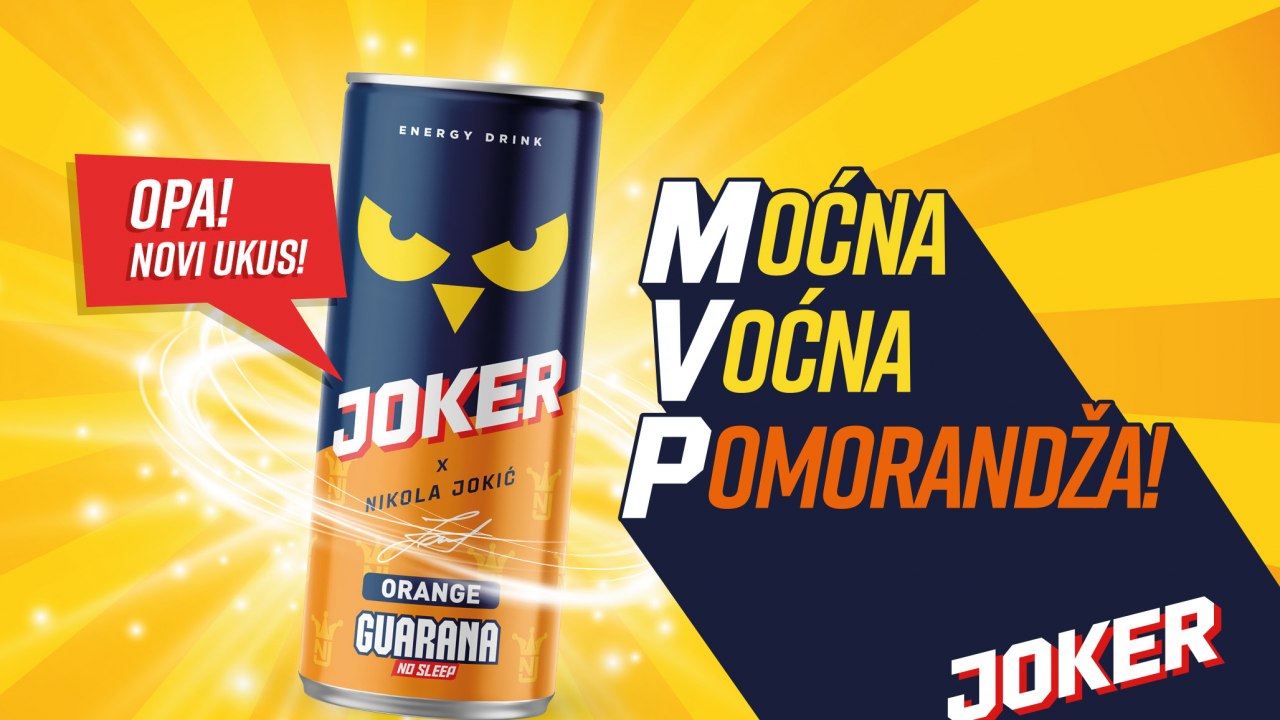 OPA!
NOVI UKUS!
ENERGY DRINK
JOKER
X
NIKOLA JOKIĆ
ORANGE
GUARANA
NO SLEEP
MOĆNA
VOĆNA
POMORANDŽA!
JOKER